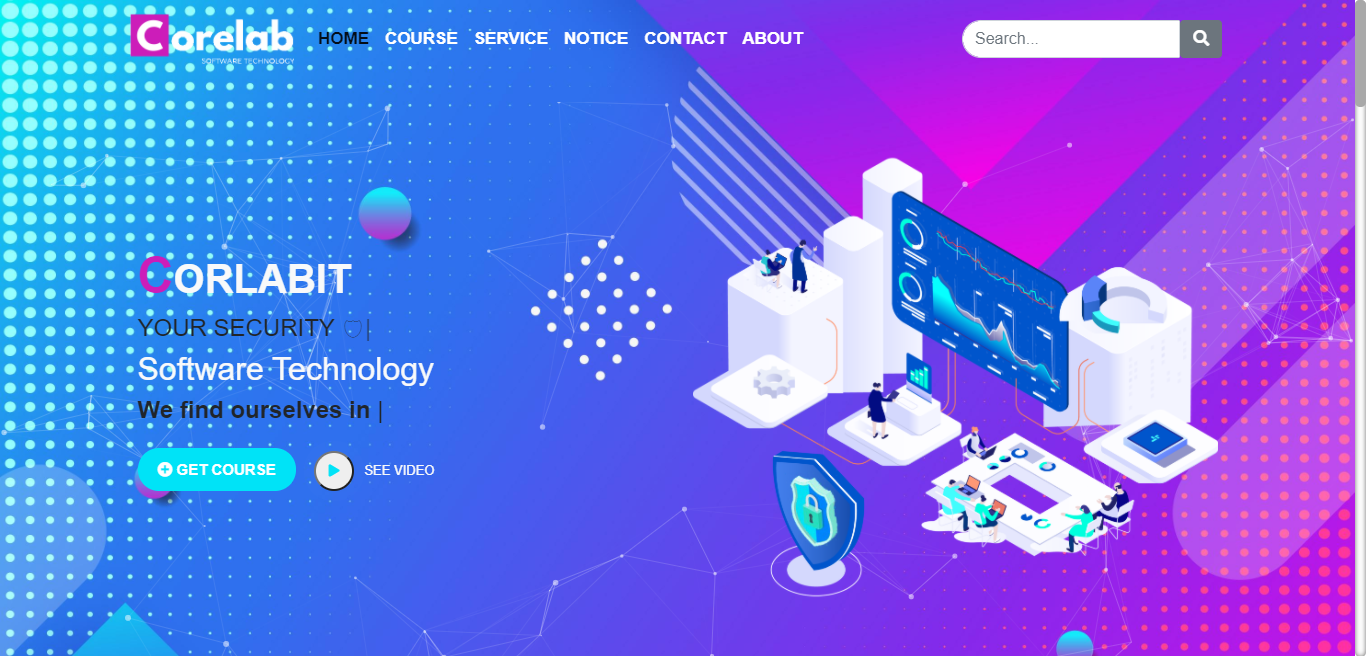 Corelab
SOFTWARE TECHNOLOGY
HOME COURSE SERVICE NOTICE CONTACT ABOUT
Search...
CORLABIT
YOUR SECURITY |
Software Technology
We find ourselves in |
GET COURSE
SEE VIDEO